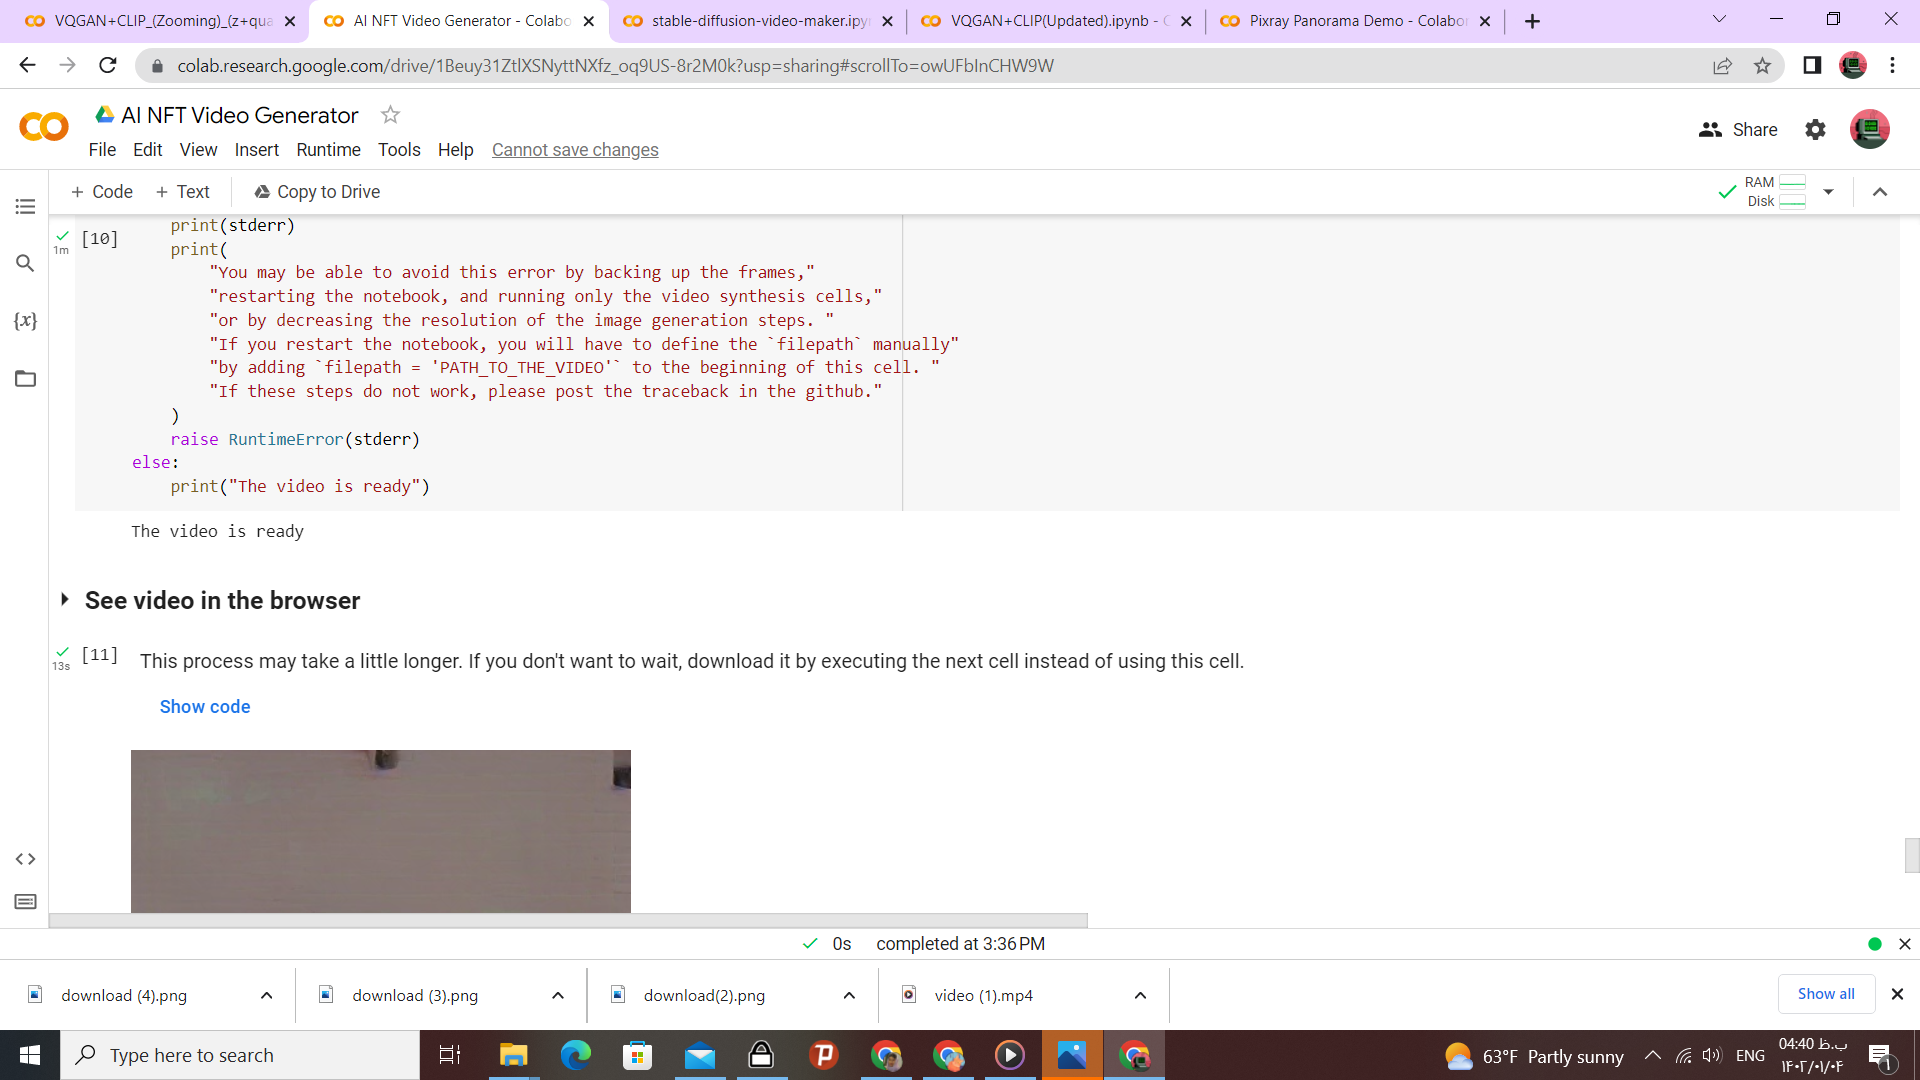 VQGAN+CLIP_(Zooming)_(z+qua
AI NFT Video Generator - Colabo
stable-diffusion-video-maker.ipy
VQGAN+CLIP(Updated).ipynb - C
Pixray Panorama Demo - Colabor
colab.research.google.com/drive/1Beuy31ZtlXSNyttNXfz_oq9US-8r2M0k?usp=sharing#scrollTo=owUFbInCHW9W
AI NFT Video Generator
Share
File Edit View Insert Runtime Tools Help Cannot save changes
+ Code + Text Copy to Drive
RAM
Disk
[10]
1m
print(stderr)
print(
"You may be able to avoid this error by backing up the frames,"
"restarting the notebook, and running only the video synthesis cells,"
"or by decreasing the resolution of the image generation steps. "
"If you restart the notebook, you will have to define the `filepath` manually"
"by adding `filepath = 'PATH_TO_THE_VIDEO'` to the beginning of this cell. "
"If these steps do not work, please post the traceback in the github."
)
raise RuntimeError(stderr)
else:
print("The video is ready")
The video is ready
See video in the browser
[11]
13s
This process may take a little longer. If you don't want to wait, download it by executing the next cell instead of using this cell.
Show code
0s completed at 3:36 PM
download (4).png
download (3).png
download(2).png
video (1).mp4
Show all
Type here to search
63°F Partly sunny
ENG
04:40 ب.ظ
۱۴۰۲/۰۱/۰۴
۱